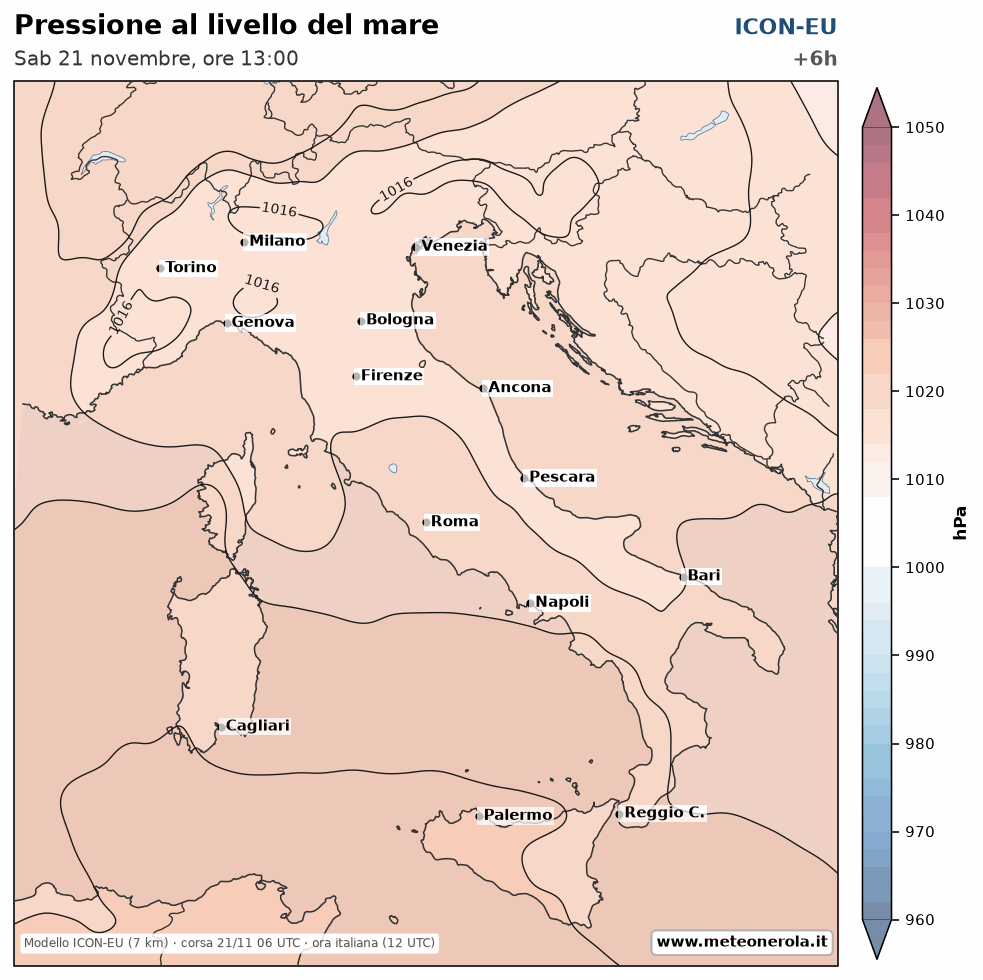 Pressione al livello del mare
ICON-EU
Sab 21 novembre, ore 13:00
+6h
1050
1040
1030
1020
1010
1000
990
980
970
960
hPa
1016
1016
1016
1016
Milano
Venezia
Torino
Genova
Bologna
Firenze
Ancona
Pescara
Roma
Bari
Napoli
Cagliari
Palermo
Reggio C.
Modello ICON-EU (7 km) · corsa 21/11 06 UTC · ora italiana (12 UTC)
www.meteonerola.it